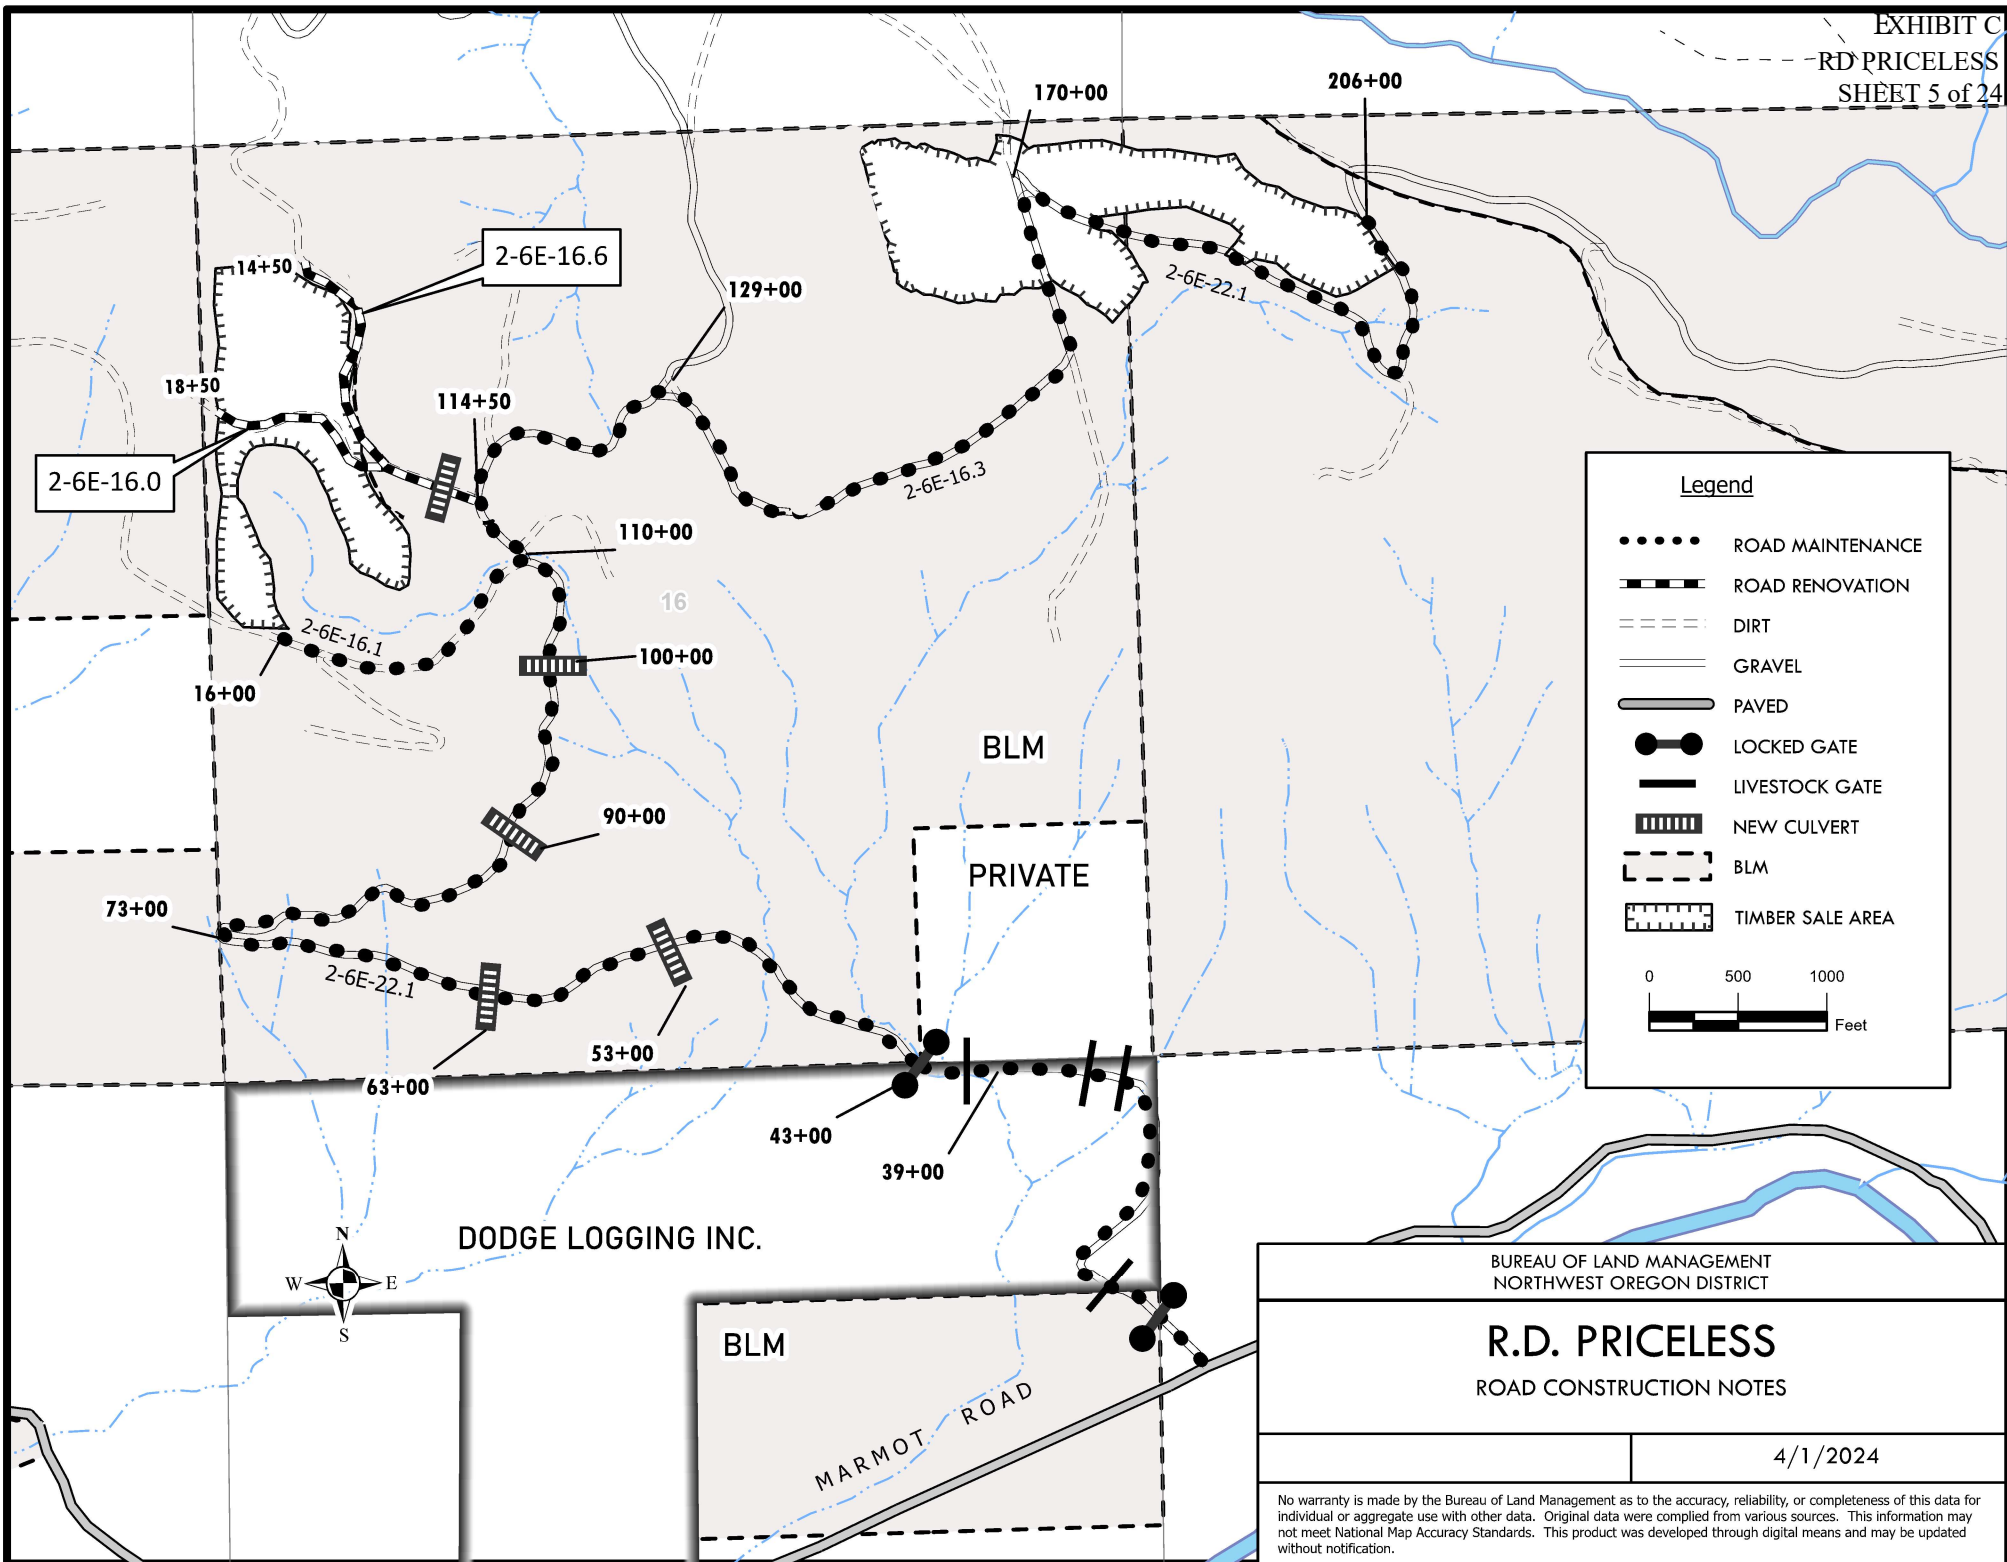 EXHIBIT C
RD PRICELESS
SHEET 5 of 24
170+00
206+00
2-6E-16.6
14+50
129+00
2-6E-22.1
18+50
114+50
2-6E-16.0
2-6E-16.3
110+00
16
2-6E-16.1
100+00
16+00
BLM
90+00
PRIVATE
73+00
2-6E-22.1
53+00
63+00
43+00
39+00
DODGE LOGGING INC.
N
W
E
S
BLM
MARMOT ROAD
Legend
ROAD MAINTENANCE
ROAD RENOVATION
DIRT
GRAVEL
PAVED
LOCKED GATE
LIVESTOCK GATE
NEW CULVERT
BLM
TIMBER SALE AREA
0 500 1000
Feet
BUREAU OF LAND MANAGEMENT
NORTHWEST OREGON DISTRICT
R.D. PRICELESS
ROAD CONSTRUCTION NOTES
4/1/2024
No warranty is made by the Bureau of Land Management as to the accuracy, reliability, or completeness of this data for
individual or aggregate use with other data. Original data were complied from various sources. This information may
not meet National Map Accuracy Standards. This product was developed through digital means and may be updated
without notification.